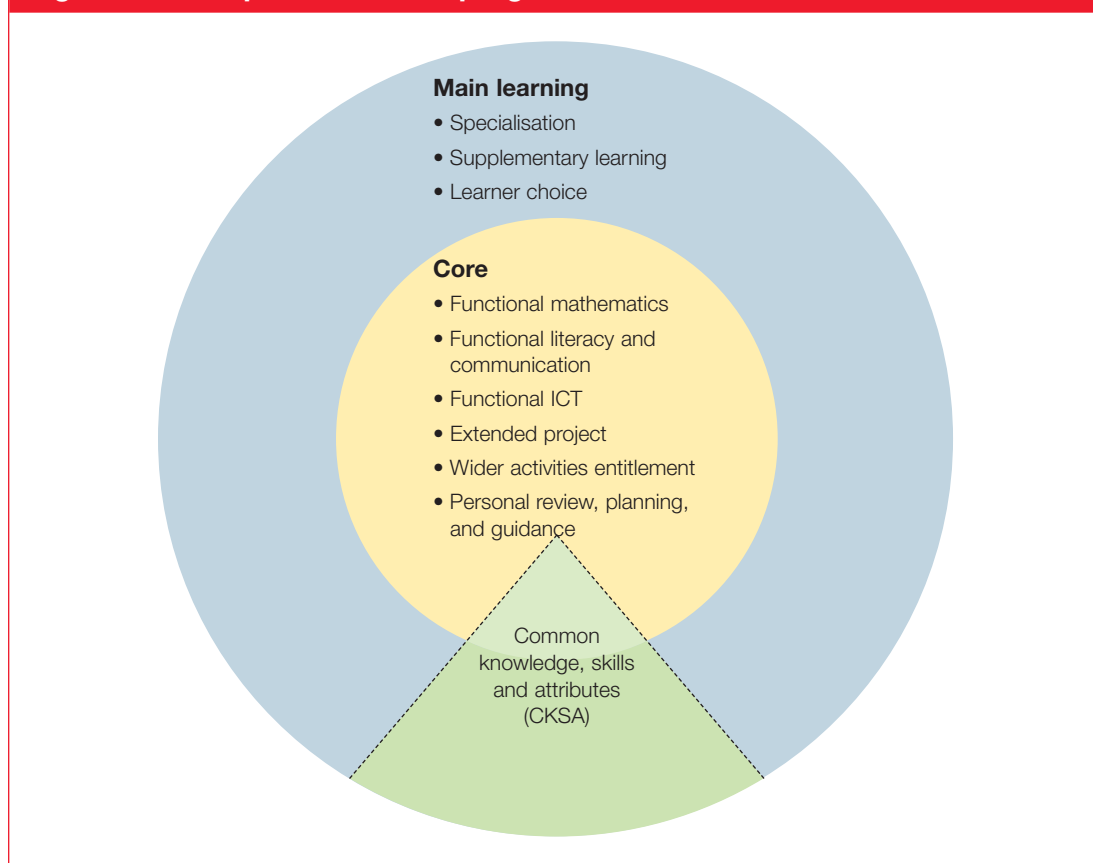 Main learning
• Specialisation
• Supplementary learning
• Learner choice
Core
• Functional mathematics
• Functional literacy and
communication
• Functional ICT
• Extended project
• Wider activities entitlement
• Personal review, planning,
and guidance
Common
knowledge, skills
and attributes
(CKSA)